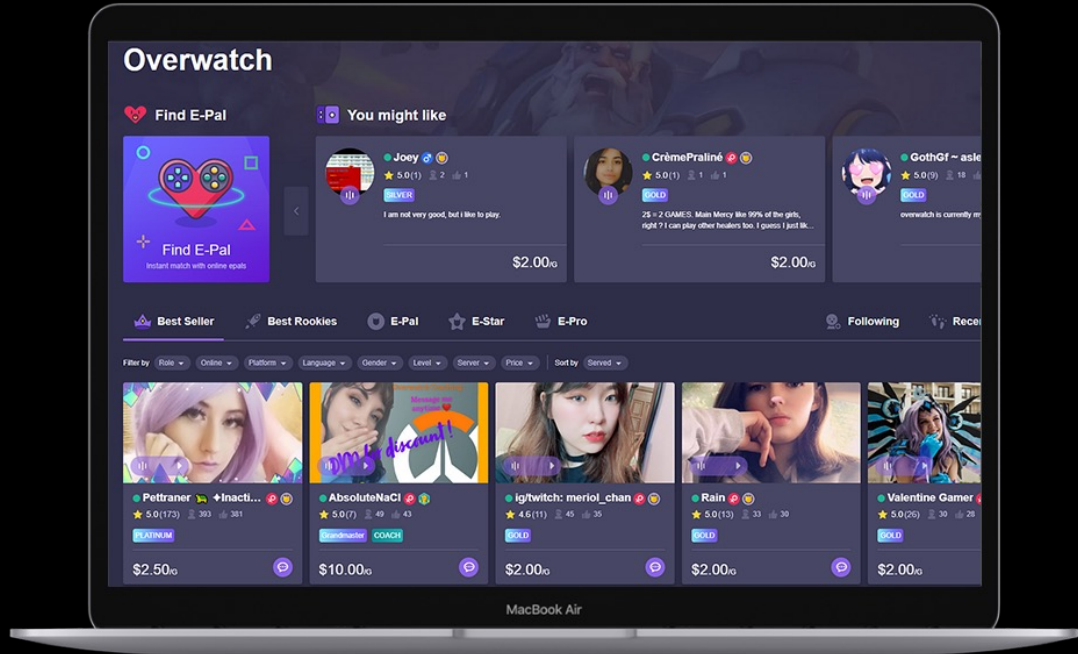 Overwatch
Find E-Pal
You might like
Find E-Pal
Instant match with online epals
Joey
5.0(1) 2 1
SILVER
I am not very good, but i like to play.
$2.00/G
CrèmePraliné
5.0(1) 1 1
GOLD
2$ = 2 GAMES. Main Mercy like 99% of the girls,
right ? I can play other healers too. I guess I just lik...
$2.00/G
GothGf ~ asle
5.0(9) 18
GOLD
overwatch is currently my
Best Seller Best Rookies E-Pal E-Star E-Pro Following Recen
Filter by Role Online Platform Language Gender Level Server Price Sort by Served
Pettraner ✦Inacti...
5.0(173) 393 381
PLATINUM
$2.50/G
Message me
anytime
DM for discount!
AbsoluteNaCl
5.0(7) 49 43
Grandmaster COACH
$10.00/G
ig/twitch: meriol_chan
4.6(11) 45 35
GOLD
$2.00/G
Rain
5.0(13) 33 30
GOLD
$2.00/G
Valentine Gamer
5.0(26) 30 28
GOLD
$2.00/G
MacBook Air